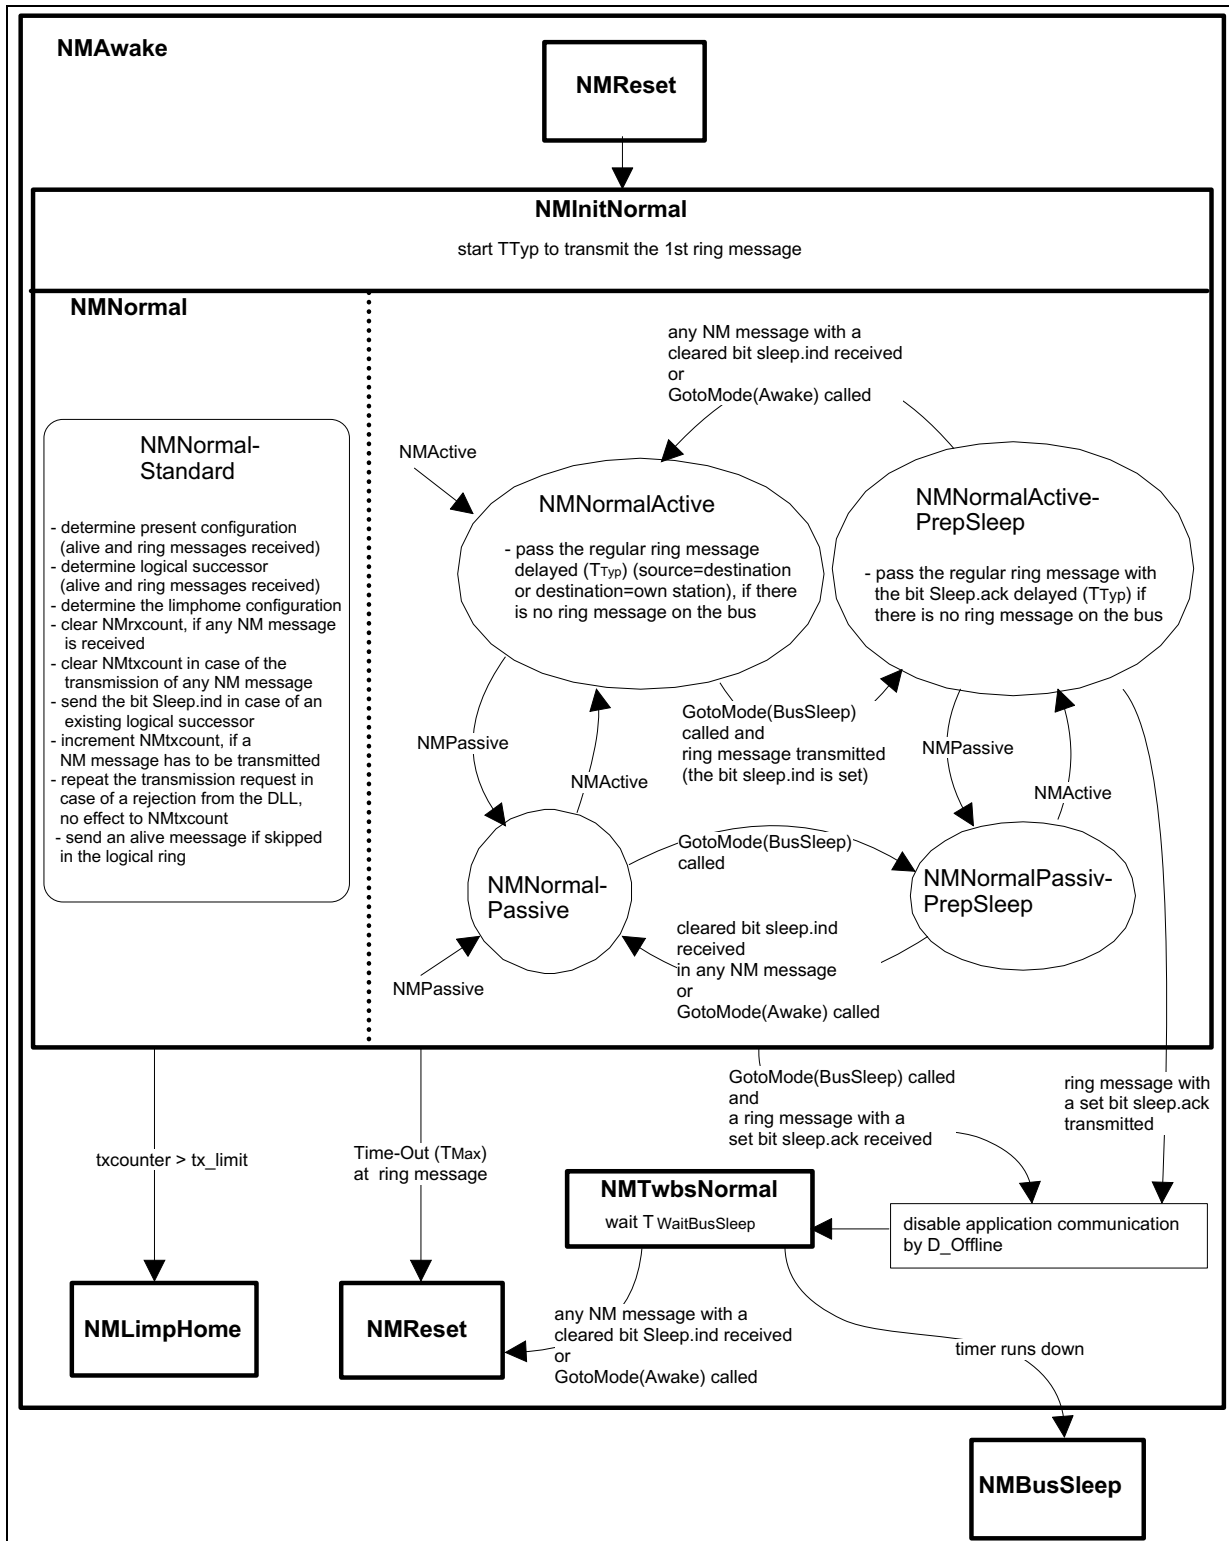 NMAwake
NMReset
NMInitNormal
start TTyp to transmit the 1st ring message
NMNormal
NMNormal-
Standard
- determine present configuration
(alive and ring messages received)
- determine logical successor
(alive and ring messages received)
- determine the limphome configuration
- clear NMrxcount, if any NM message
is received
- clear NMtxcount in case of the
transmission of any NM message
- send the bit Sleep.ind in case of an
existing logical successor
- increment NMtxcount, if a
NM message has to be transmitted
- repeat the transmission request in
case of a rejection from the DLL,
no effect to NMtxcount
- send an alive meessage if skipped
in the logical ring
any NM message with a
cleared bit sleep.ind received
or
GotoMode(Awake) called
NMActive
NMNormalActive
- pass the regular ring message
delayed (TTyp) (source=destination
or destination=own station), if there
is no ring message on the bus
NMNormalActive-
PrepSleep
- pass the regular ring message with
the bit Sleep.ack delayed (TTyp) if
there is no ring message on the bus
NMPassive
NMActive
GotoMode(BusSleep)
called and
ring message transmitted
(the bit sleep.ind is set)
NMPassive
NMActive
GotoMode(BusSleep)
called
NMNormal-
Passive
NMNormalPassiv-
PrepSleep
NMPassive
cleared bit sleep.ind
received
in any NM message
or
GotoMode(Awake) called
txcounter > tx_limit
Time-Out (TMax)
at ring message
GotoMode(BusSleep) called
and
a ring message with a
set bit sleep.ack received
ring message with
a set bit sleep.ack
transmitted
NMTwbsNormal
wait T WaitBusSleep
disable application communication
by D_Offline
NMLimpHome
NMReset
any NM message with a
cleared bit Sleep.ind received
or
GotoMode(Awake) called
timer runs down
NMBusSleep